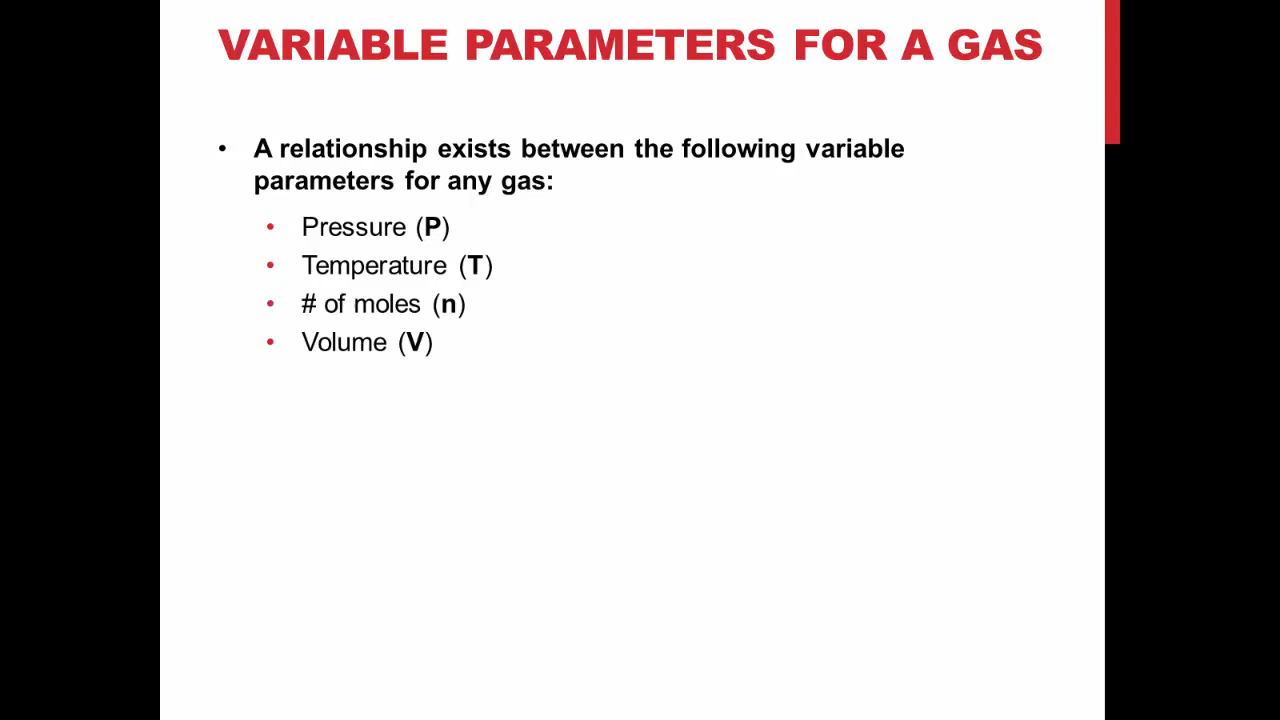 VARIABLE PARAMETERS FOR A GAS
• A relationship exists between the following variable
parameters for any gas:
• Pressure (P)
• Temperature (T)
• # of moles (n)
• Volume (V)